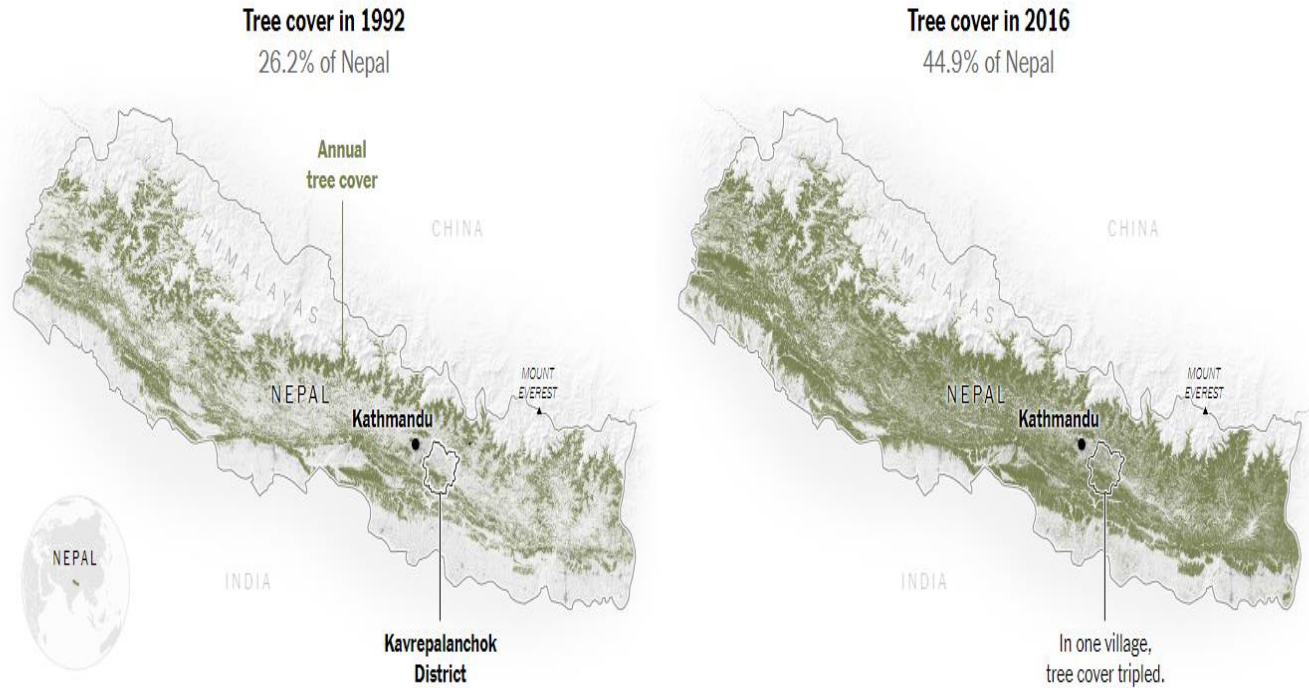 Tree cover in 1992
26.2% of Nepal
Annual
tree cover
CHINA
HIMALAYAS
NEPAL
MOUNT
EVEREST
Kathmandu
NEPAL
INDIA
Kavrepalanchok
District
Tree cover in 2016
44.9% of Nepal
CHINA
HIMALAYAS
NEPAL
MOUNT
EVEREST
Kathmandu
INDIA
In one village,
tree cover tripled.